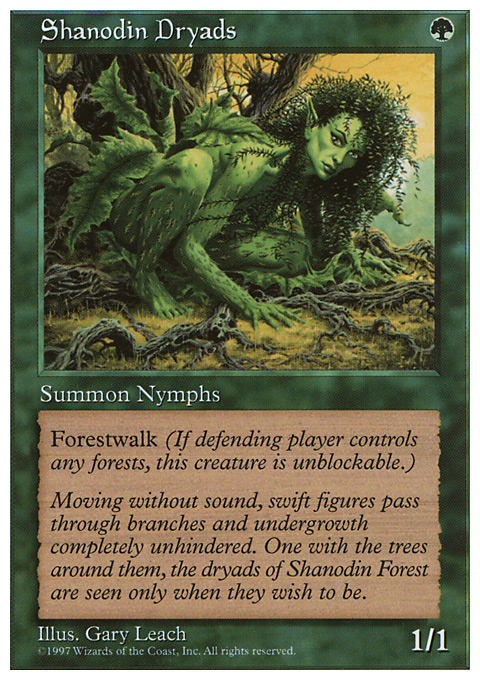 Shanodin Dryads
Summon Nymphs
Forestwalk (If defending player controls
any forests, this creature is unblockable.)
Moving without sound, swift figures pass
through branches and undergrowth
completely unhindered. One with the trees
around them, the dryads of Shanodin Forest
are seen only when they wish to be.
Illus. Gary Leach
1/1
©1997 Wizards of the Coast, Inc. All rights reserved.